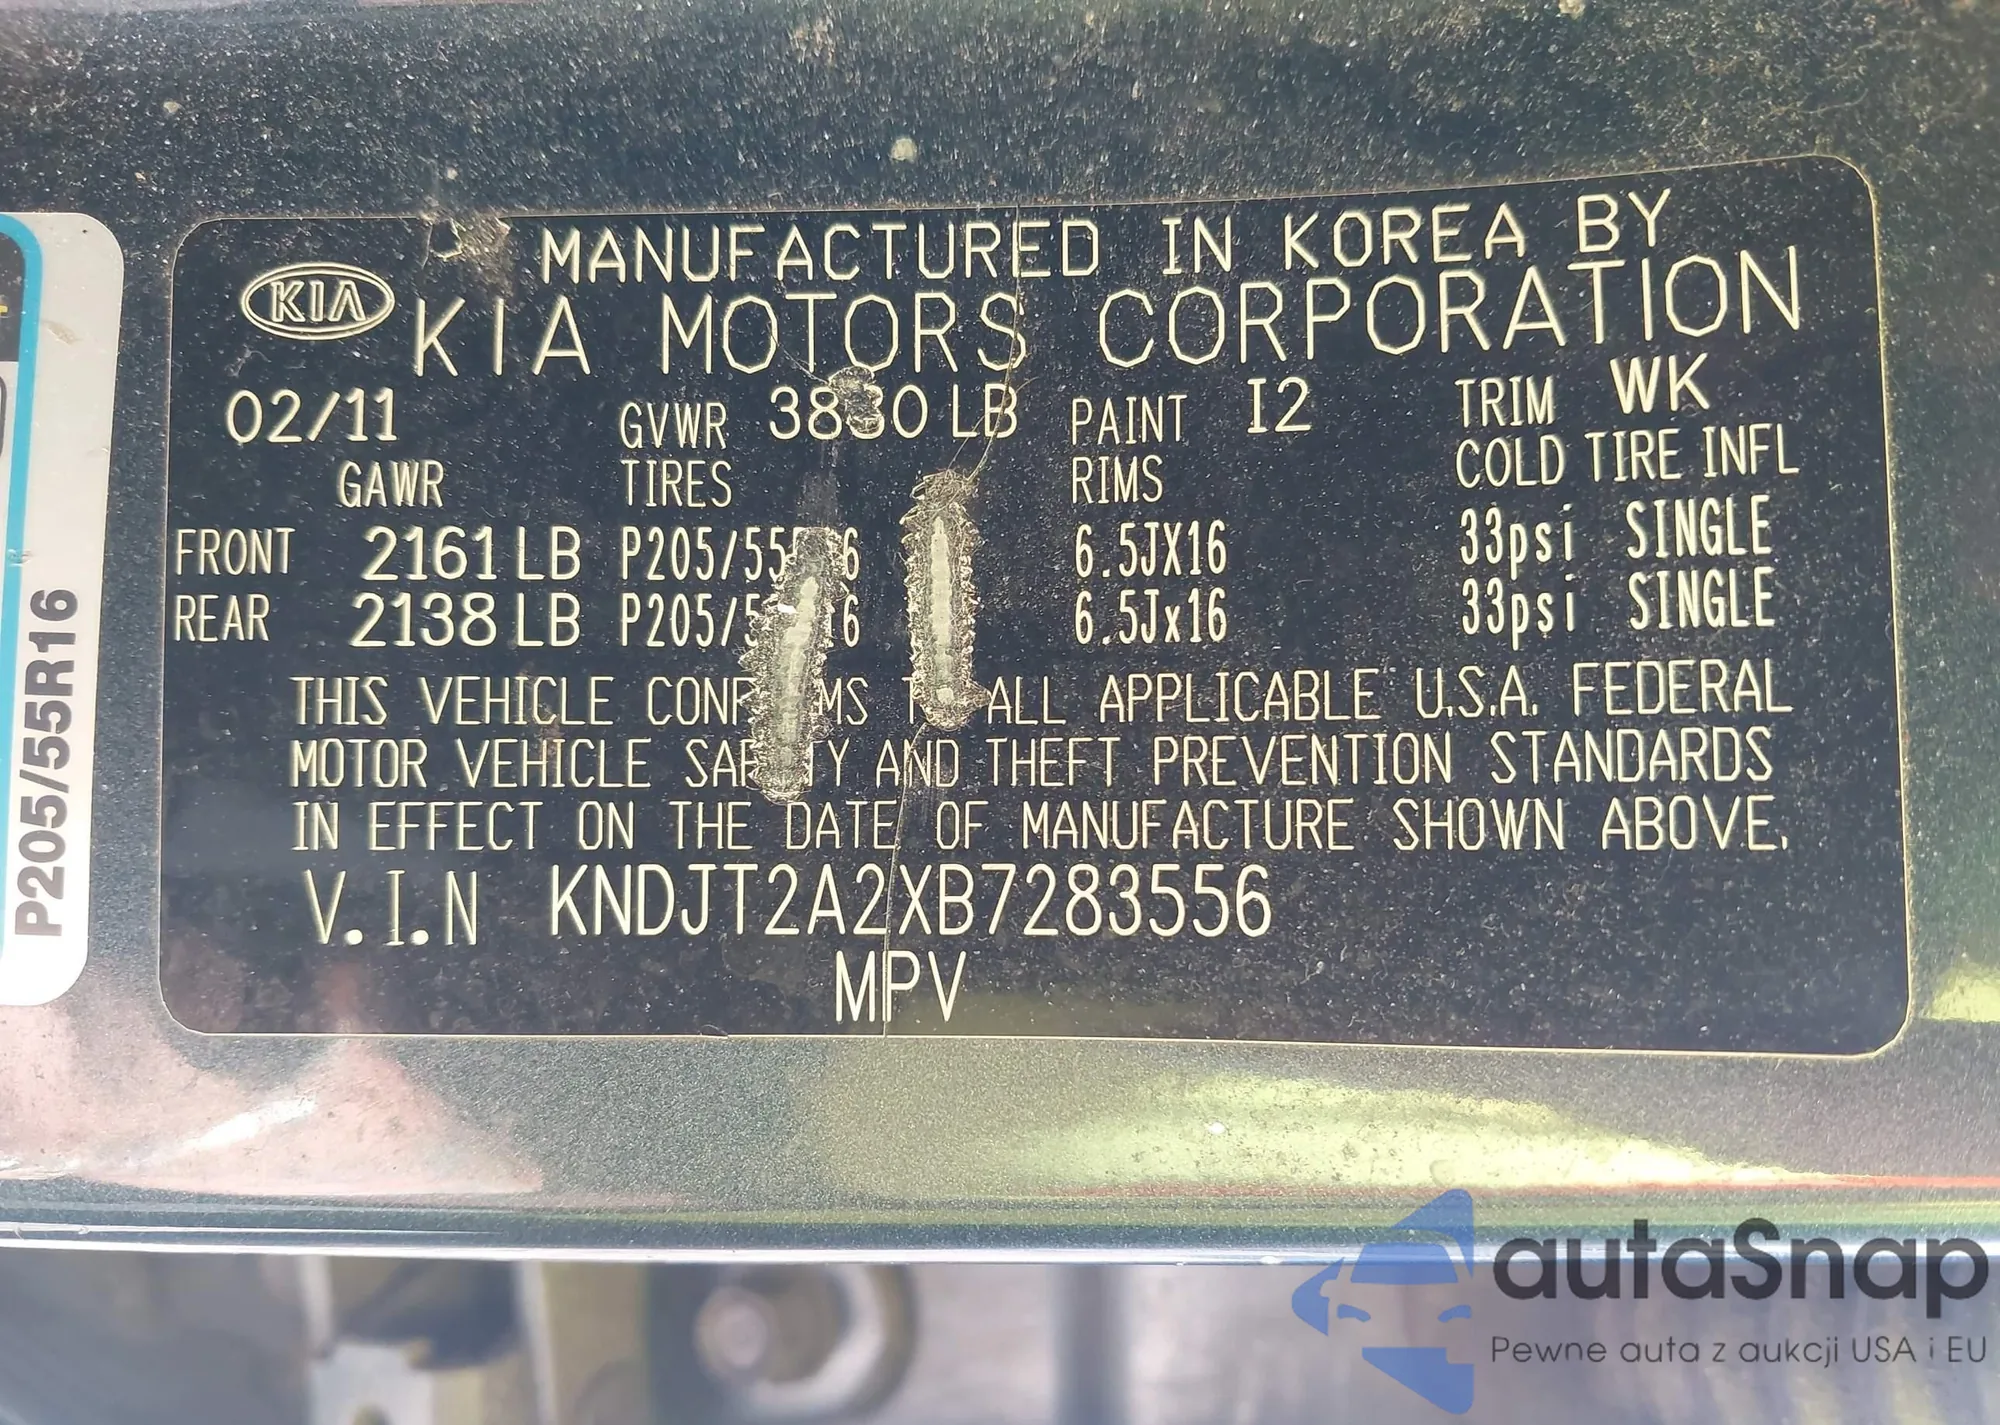 MANUFACTURED IN KOREA BY
KIA KIA MOTORS CORPORATION
02/11 GVWR LB PAINT I2 TRIM WK
GAWR TIRES RIMS COLD TIRE INFL
FRONT 2161 LB 6.5JX16 33psi SINGLE
REAR 2138 LB 6.5Jx16 33psi SINGLE
THIS VEHICLE ALL APPLICABLE U.S.A. FEDERAL
MOTOR VEHICLE AND THEFT PREVENTION STANDARDS
IN EFFECT ON THE DATE OF MANUFACTURE SHOWN ABOVE.
V.I.N KNDJT2A2XB7283556
MPV
P205/55R16
autaSnap
Pewne auta z aukcji USA i EU